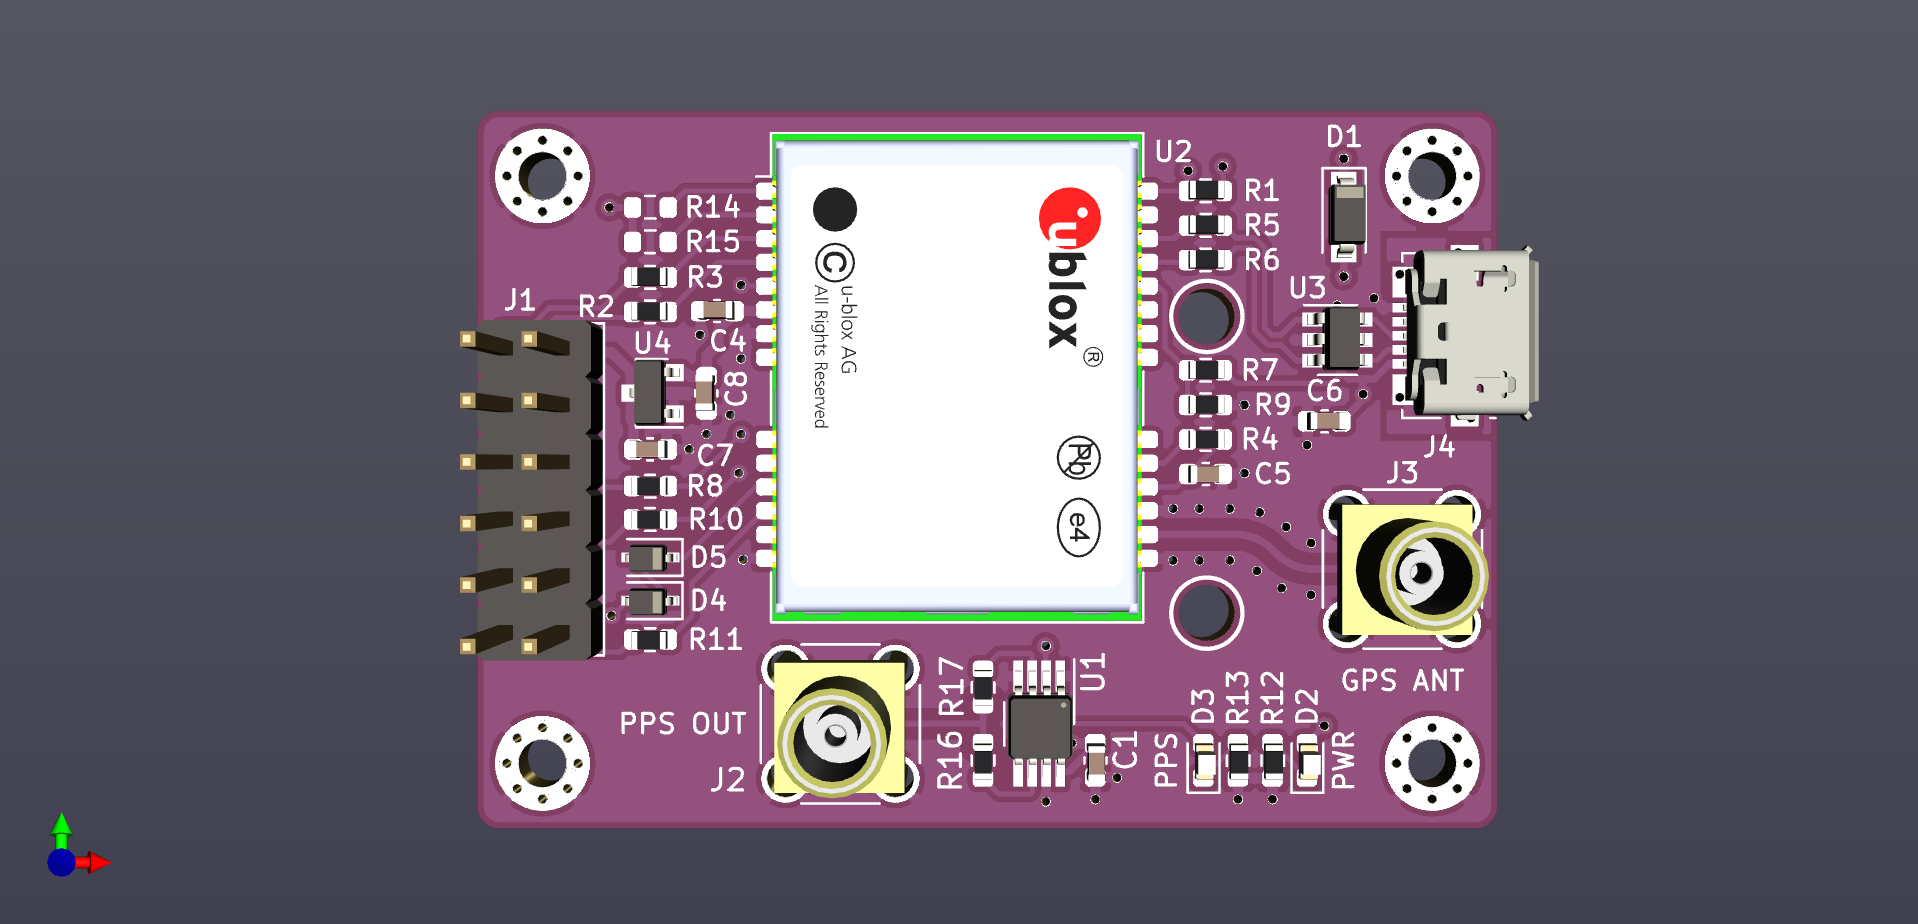 D1
U2
R1
R14
R5
R15
R6
R3
U3
J1
R2
C4
U4
C8
C6
R7
R9
R4
C5
C7
J4
J3
R8
R10
D5
D4
R11
ublox
®
©
u-blox AG
All Rights Reserved
Pb
e4
GPS ANT
PPS OUT
J2
R17
R16
U1
C1
PPS
D3
R13
R12
D2
PWR